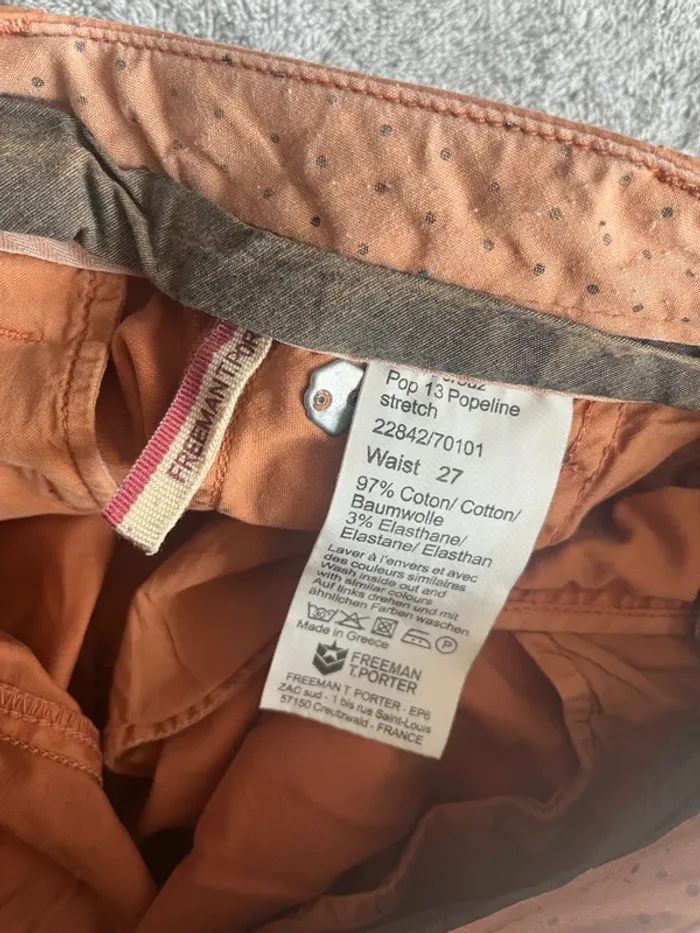 Pop 13 Popeline
stretch
22842/70101
Waist 27
97% Coton/ Cotton/
Baumwolle
3% Elasthane/
Elastane/ Elasthan
Laver à l'envers et avec
des couleurs similaires
Wash inside out and
with similar colours
Auf links drehen und mit
ähnlichen Farben waschen
30° P
Made in Greece
FREEMAN
T.PORTER
FREEMAN T. PORTER - EP6
ZAC sud - 1 bis rue Saint-Louis
57150 Creutzwald - FRANCE
FREEMAN T.POR